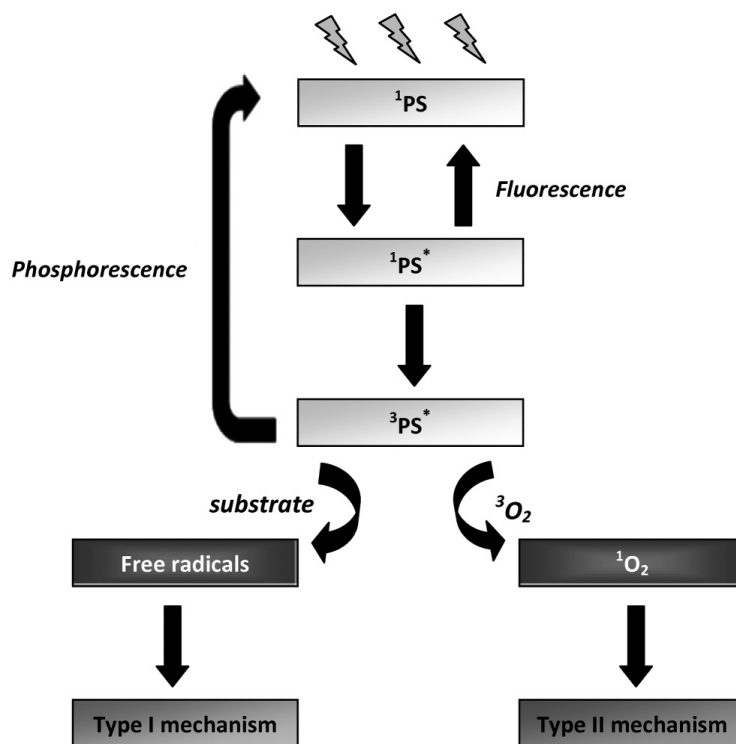 ¹PS
Fluorescence
¹PS*
Phosphorescence
³PS*
substrate
³O₂
Free radicals
¹O₂
Type I mechanism
Type II mechanism